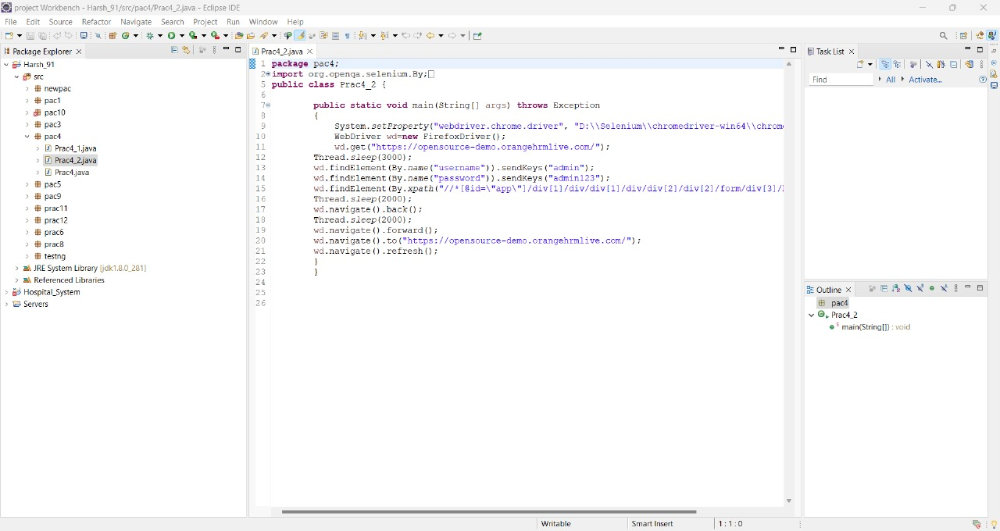 project Workbench - Harsh_91/src/pac4/Prac4_2.java - Eclipse IDE
File Edit Source Refactor Navigate Search Project Run Window Help
Package Explorer
Harsh_91
src
newpac
pac1
pac10
pac3
pac4
Prac4_1.java
Prac4_2.java
Prac4.java
pac5
pac9
prac11
prac12
prac6
prac8
testng
JRE System Library [jdk1.8.0_281]
Referenced Libraries
Hospital_System
Servers
Prac4_2.java
1 package pac4;
2 import org.openqa.selenium.By;
5 public class Prac4_2 {
6
7 public static void main(String[] args) throws Exception
8 {
9 System.setProperty("webdriver.chrome.driver", "D:\\Selenium\\chromedriver-win64\\chrom
10 WebDriver wd=new FirefoxDriver();
11 wd.get("https://opensource-demo.orangehrmlive.com/");
12 Thread.sleep(3000);
13 wd.findElement(By.name("username")).sendKeys("admin");
14 wd.findElement(By.name("password")).sendKeys("admin123");
15 wd.findElement(By.xpath("//*[@id=\"app\"]/div[1]/div/div[1]/div/div[2]/div[2]/form/div[3]/
16 Thread.sleep(2000);
17 wd.navigate().back();
18 Thread.sleep(2000);
19 wd.navigate().forward();
20 wd.navigate().to("https://opensource-demo.orangehrmlive.com/");
21 wd.navigate().refresh();
22 }
23 }
24
25
26
Task List
Find All Activate...
Outline
pac4
Prac4_2
main(String[]) : void
Writable Smart Insert 1 : 1 : 0